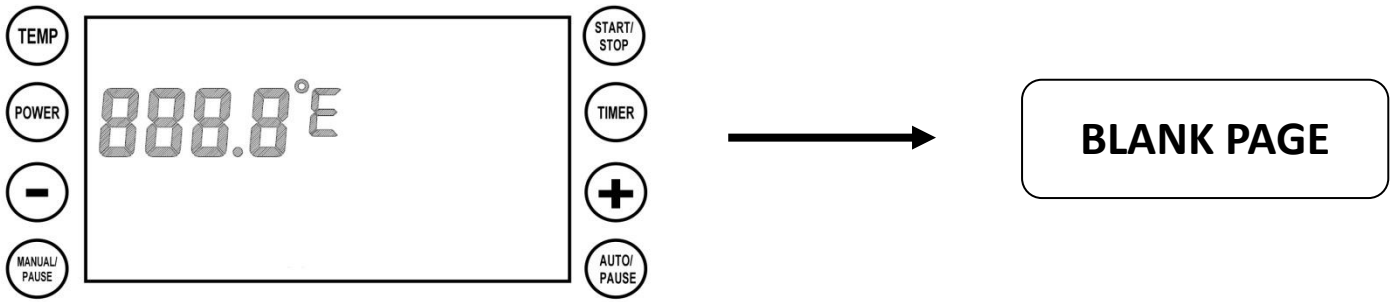 TEMP
POWER
-
MANUAL/
PAUSE
888.8°E
START/
STOP
TIMER
+
AUTO/
PAUSE
BLANK PAGE